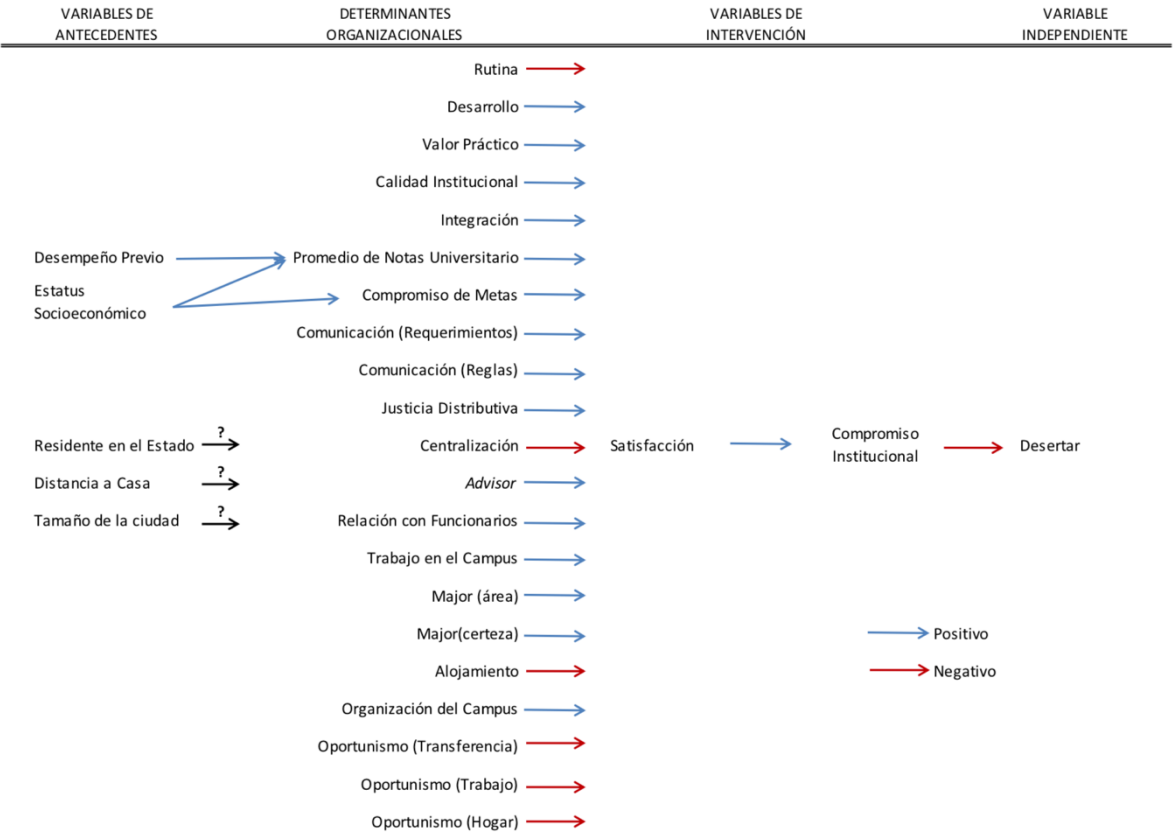 VARIABLES DE
ANTECEDENTES
DETERMINANTES
ORGANIZACIONALES
VARIABLES DE
INTERVENCIÓN
VARIABLE
INDEPENDIENTE
Rutina
Desarrollo
Valor Práctico
Calidad Institucional
Integración
Desempeño Previo
Promedio de Notas Universitario
Estatus
Socioeconómico
Compromiso de Metas
Comunicación (Requerimientos)
Comunicación (Reglas)
Justicia Distributiva
Residente en el Estado
?
Centralización
Satisfacción
Compromiso
Institucional
Desertar
Distancia a Casa
?
Advisor
Tamaño de la ciudad
?
Relación con Funcionarios
Trabajo en el Campus
Major (área)
Major(certeza)
Positivo
Alojamiento
Negativo
Organización del Campus
Oportunismo (Transferencia)
Oportunismo (Trabajo)
Oportunismo (Hogar)